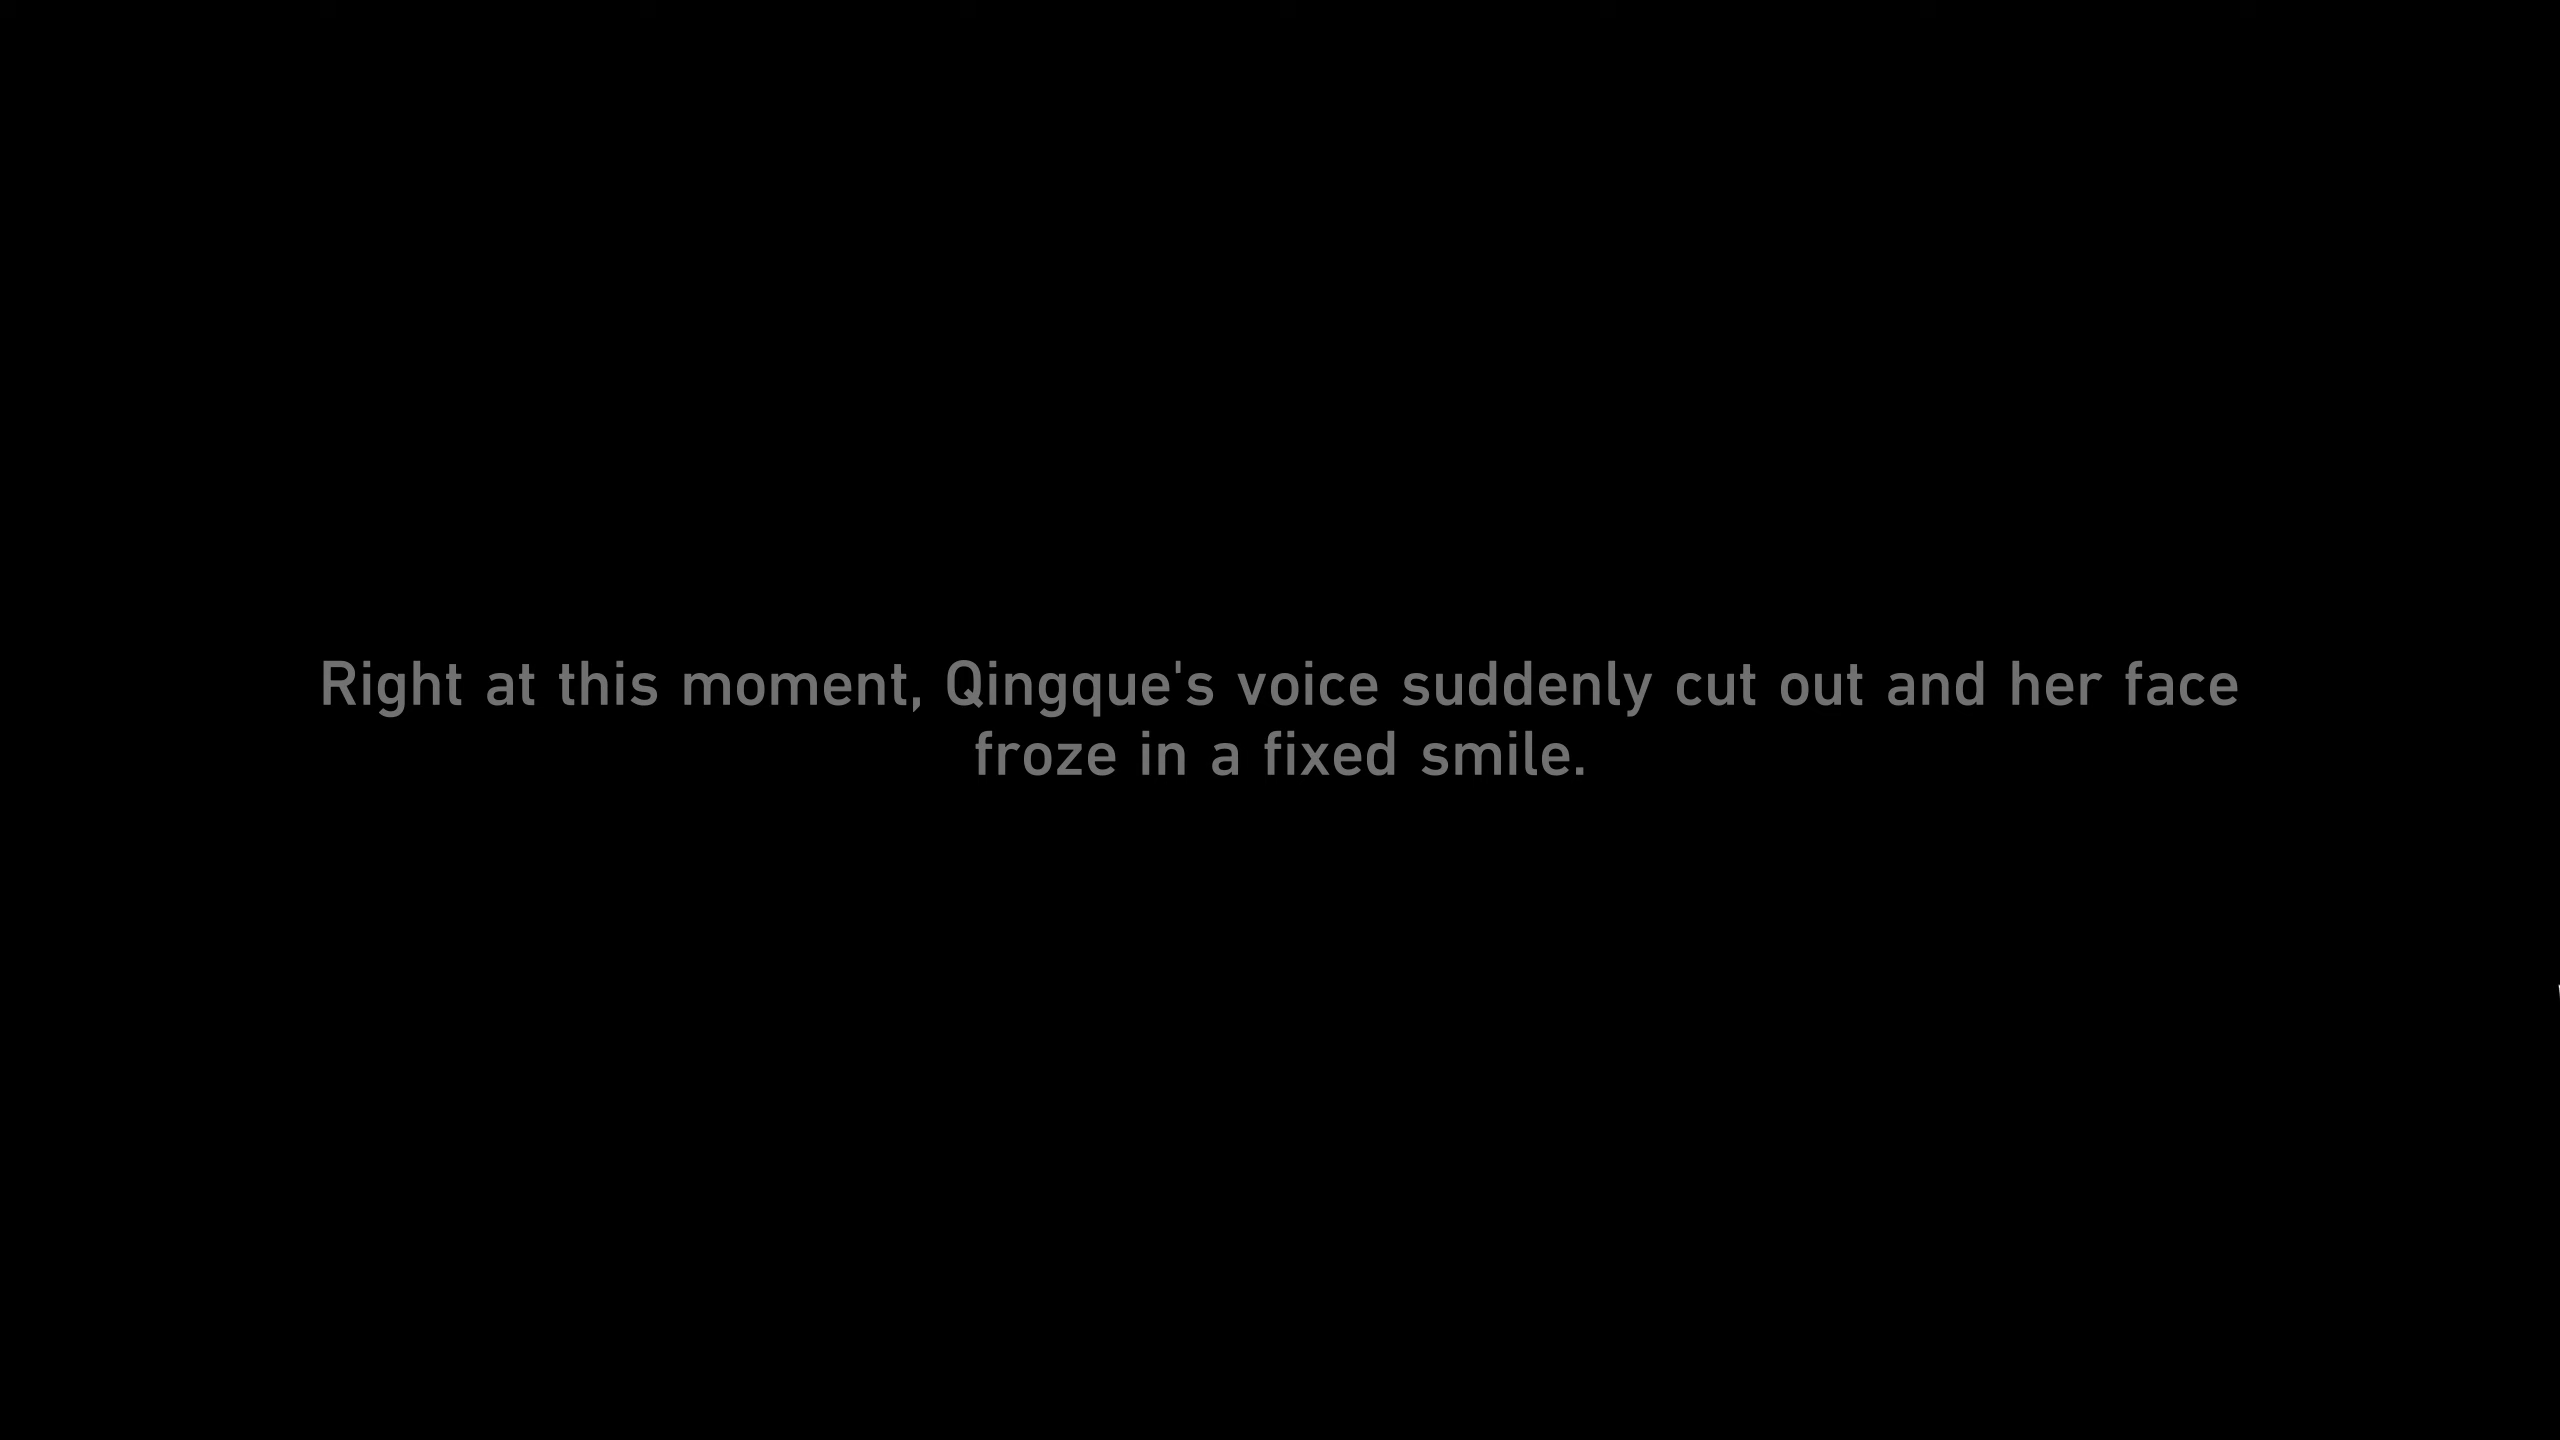 Right at this moment, Qingque's voice suddenly cut out and her face
froze in a fixed smile.